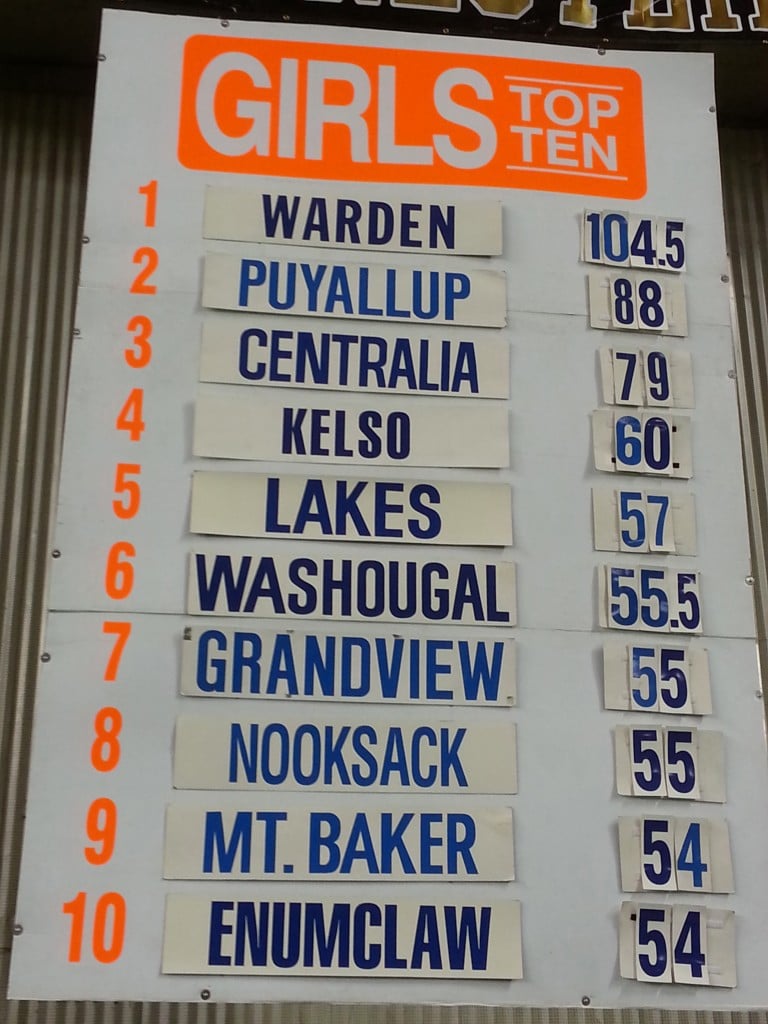 GIRLS TOP TEN
1 WARDEN 104.5
2 PUYALLUP 88
3 CENTRALIA 79
4 KELSO 60
5 LAKES 57
6 WASHOUGAL 55.5
7 GRANDVIEW 55
8 NOOKSACK 55
9 MT. BAKER 54
10 ENUMCLAW 54